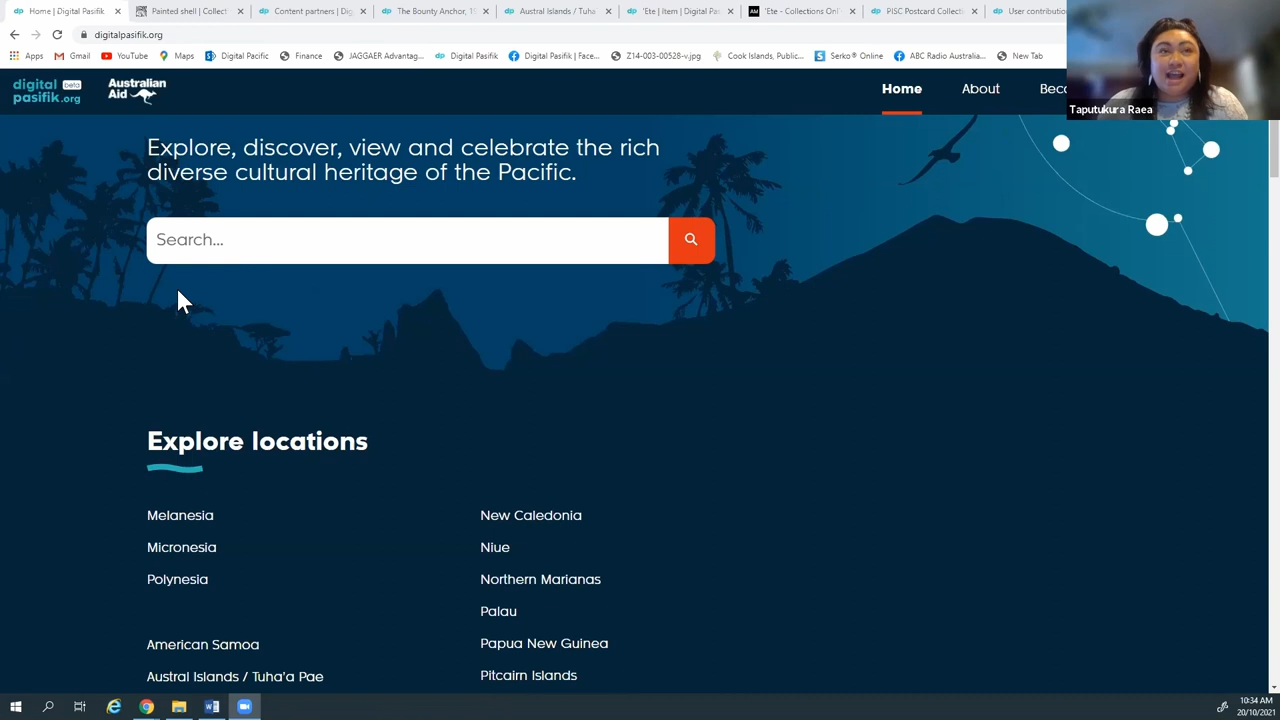 Home | Digital Pasifik
Painted shell | Collect
Content partners | Dig
The Bounty Anchor, 1
Austral Islands / Tuha
'Ete | Item | Digital Pas
'Ete - Collections Onl
PiSC Postcard Collecti
User contributio
digitalpasifik.org
Apps
Gmail
YouTube
Maps
Digital Pacific
Finance
JAGGAER Advantag...
Digital Pasifik
Digital Pasifik | Face...
Z14-003-00528-v.jpg
Cook Islands, Public...
Serko® Online
ABC Radio Australia...
New Tab
digital beta
pasifik.org
Australian
Aid
Home
About
Bec
Taputukura Raea
Explore, discover, view and celebrate the rich
diverse cultural heritage of the Pacific.
Search...
Explore locations
Melanesia
Micronesia
Polynesia
American Samoa
Austral Islands / Tuha'a Pae
New Caledonia
Niue
Northern Marianas
Palau
Papua New Guinea
Pitcairn Islands
10:34 AM
20/10/2021